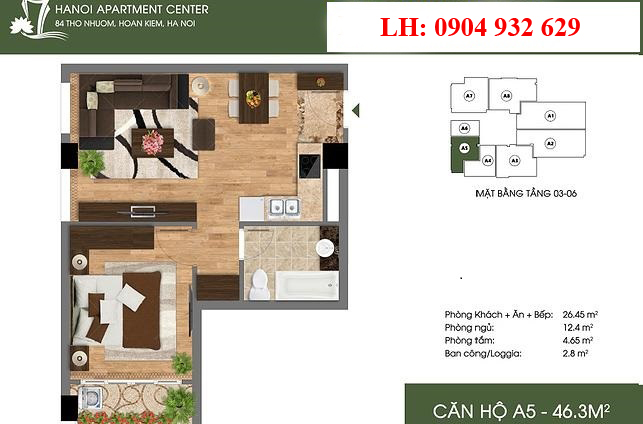 HANOI APARTMENT CENTER
84 THO NHUOM, HOAN KIEM, HA NOI
LH: 0904 932 629
A7
A8
A1
A6
A5
A2
A4
A3
MẶT BẰNG TẦNG 03-06
Phòng Khách + Ăn + Bếp: 26.45 m²
Phòng ngủ: 12.4 m²
Phòng tắm: 4.65 m²
Ban công/Loggia: 2.8 m²
CĂN HỘ A5 - 46.3M²